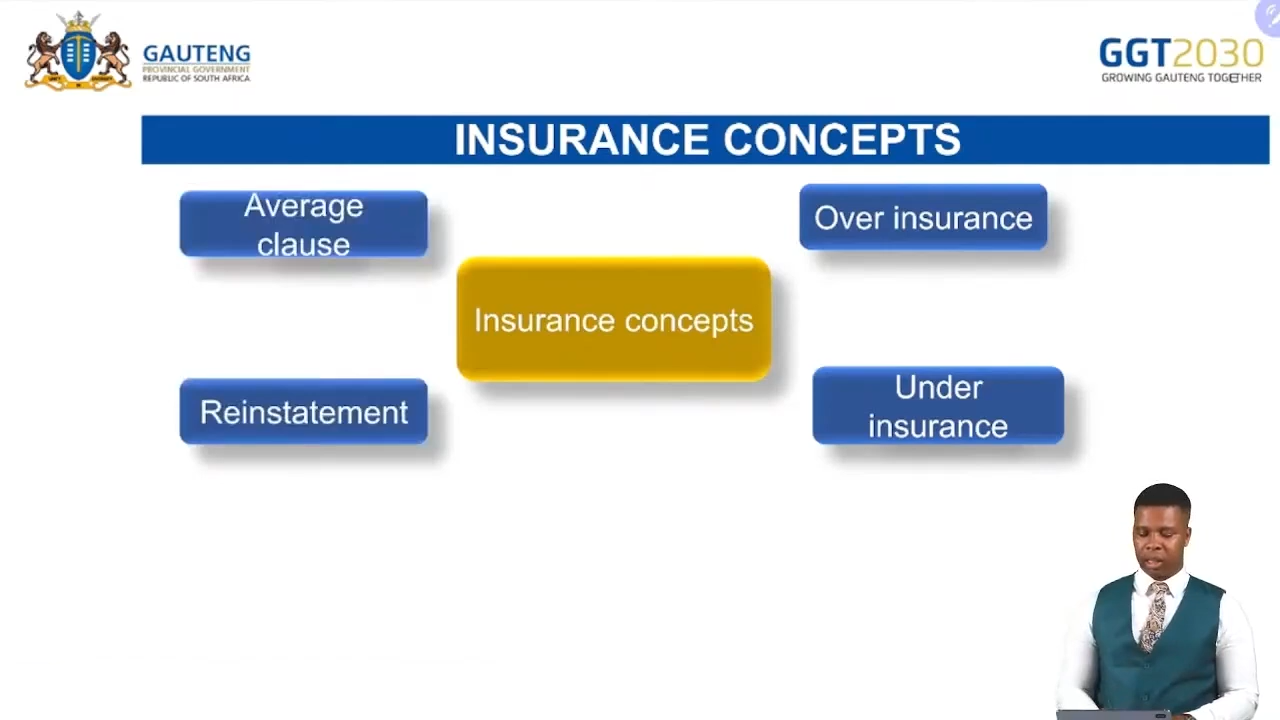 GAUTENG
PROVINCIAL GOVERNMENT
REPUBLIC OF SOUTH AFRICA
GGT2030
GROWING GAUTENG TOGETHER
INSURANCE CONCEPTS
Average
clause
Over insurance
Insurance concepts
Reinstatement
Under
insurance